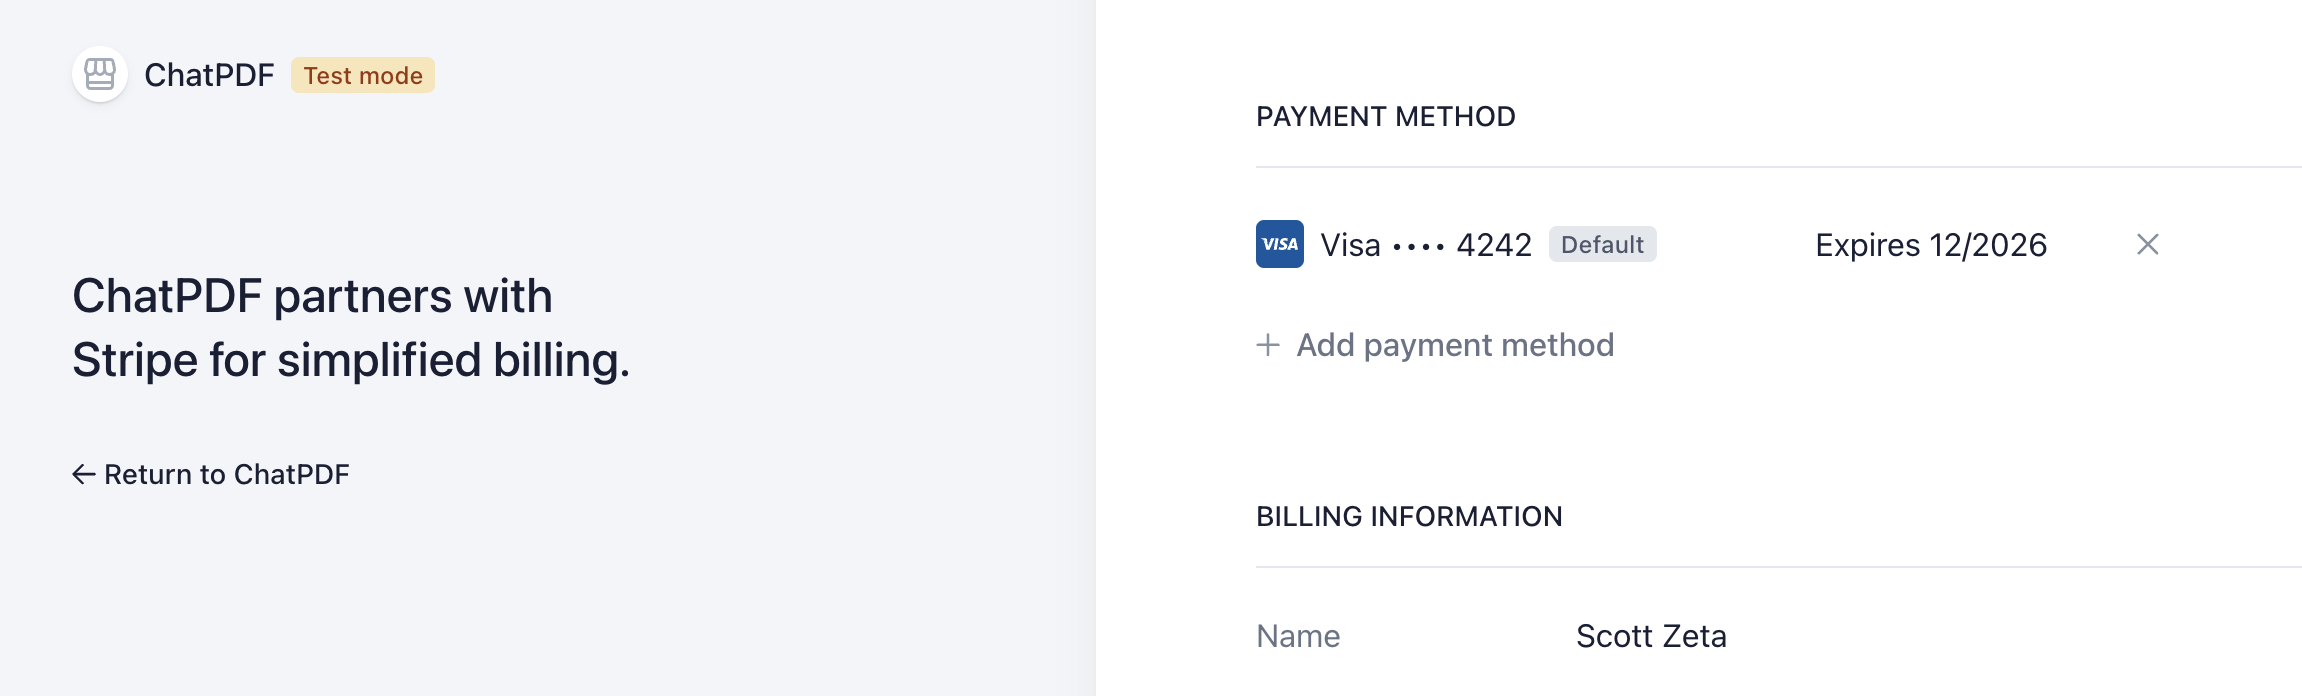 ChatPDF Test mode
ChatPDF partners with
Stripe for simplified billing.
← Return to ChatPDF
PAYMENT METHOD
VISA Visa •••• 4242 Default Expires 12/2026 ×
+ Add payment method
BILLING INFORMATION
Name Scott Zeta